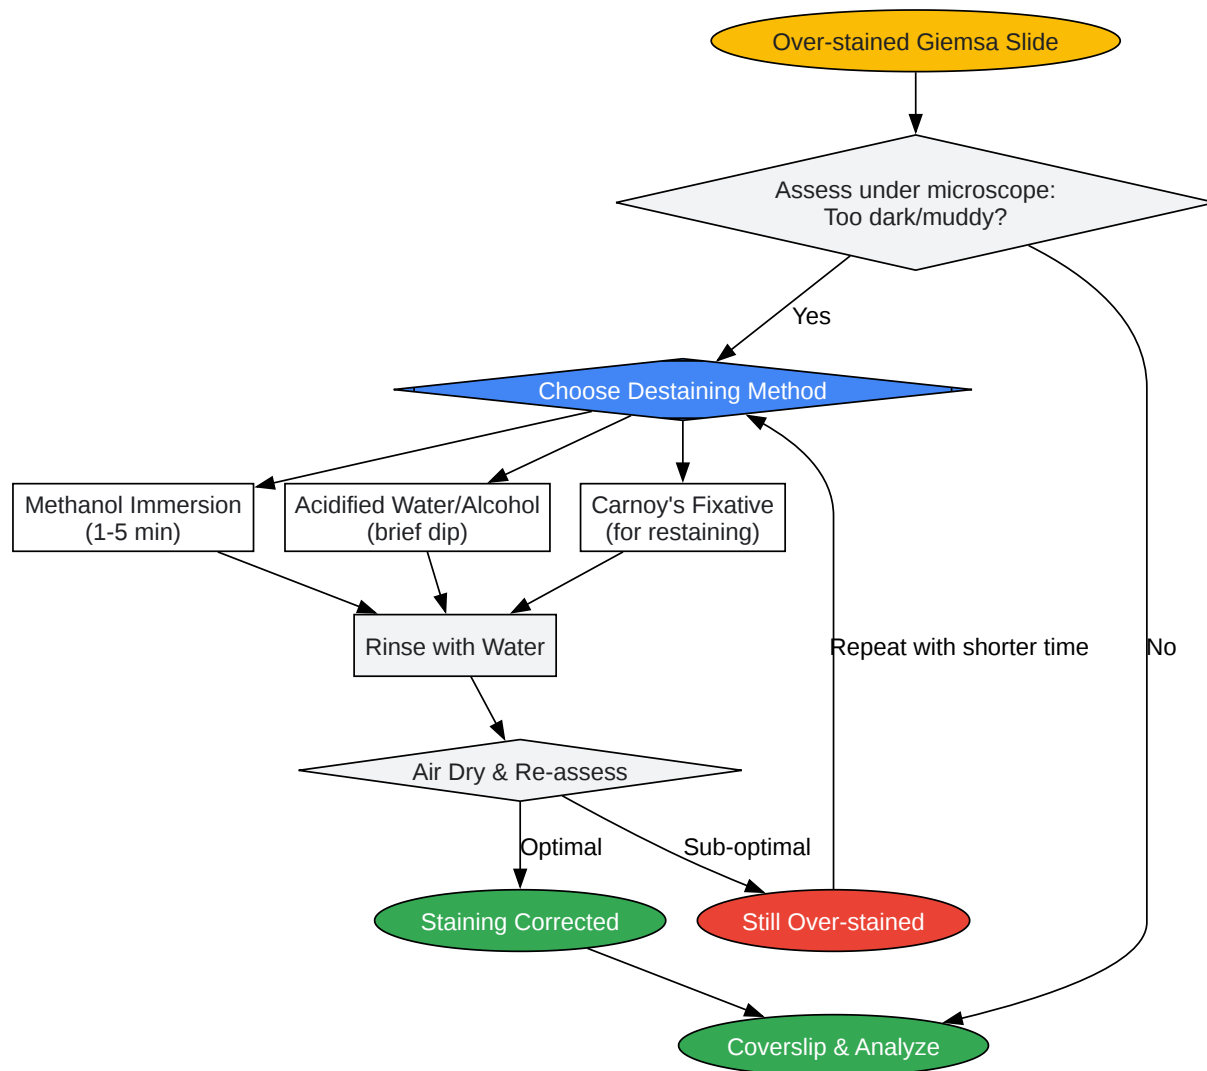 Over-stained Giemsa Slide
Assess under microscope:
Too dark/muddy?
Yes
Choose Destaining Method
Methanol Immersion
(1-5 min)
Acidified Water/Alcohol
(brief dip)
Carnoy's Fixative
(for restaining)
Rinse with Water
Repeat with shorter time
No
Air Dry & Re-assess
Optimal
Sub-optimal
Staining Corrected
Still Over-stained
Coverslip & Analyze